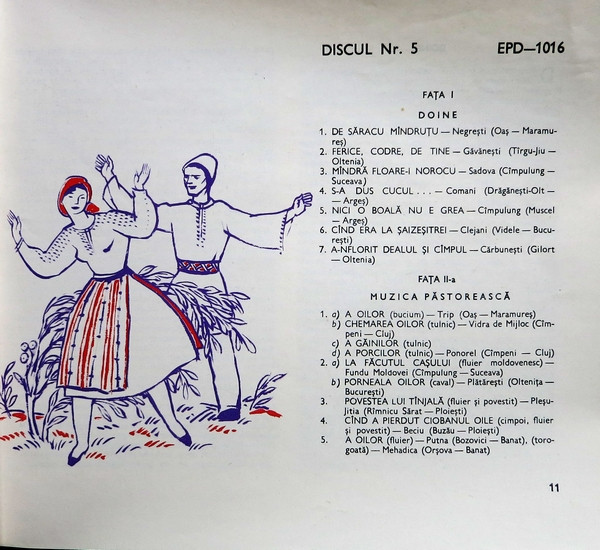 DISCUL Nr. 5 EPD—1016
FAȚA I
DOINE
1. DE SĂRACU MÎNDRUȚU — Negrești (Oaș — Maramu-
reș)
2. FERICE, CODRE, DE TINE — Găvănești (Tîrgu-Jiu —
Oltenia)
3. MÎNDRĂ FLOARE-I NOROCU — Sadova (Cîmpulung —
Suceava)
4. S-A DUS CUCUL . . . — Comani (Drăgănești-Olt —
— Argeș)
5. NICI O BOALĂ NU E GREA — Cîmpulung (Muscel
— Argeș)
6. CÎND ERA LA ȘAIZEȘITREI — Clejani (Videle — Bucu-
rești)
7. A-NFLORIT DEALUL ȘI CÎMPUL — Cărbunești (Gilort
— Oltenia)
FAȚA II-a
MUZICA PĂSTOREASCĂ
1. a) A OILOR (bucium) — Trip (Oaș — Maramureș)
b) CHEMAREA OILOR (tulnic) — Vidra de Mijloc (Cîm-
peni — Cluj)
c) A GĂINILOR (tulnic)
d) A PORCILOR (tulnic) — Ponorel (Cîmpeni — Cluj)
2. a) LA FĂCUTUL CAȘULUI (fluier moldovenesc) —
Fundu Moldovei (Cîmpulung — Suceava)
b) PORNEALA OILOR (caval) — Plătărești (Oltenița —
București)
3. POVESTEA LUI TÎNJALĂ (fluier și povestit) — Pleșu-
Jitia (Rîmnicu Sărat — Ploiești)
4. CÎND A PIERDUT CIOBANUL OILE (cimpoi, fluier
și povestit) — Beciu (Buzău — Ploiești)
5. A OILOR (fluier) — Putna (Bozovici — Banat), (toro-
goată) — Mehadica (Orșova — Banat)
11